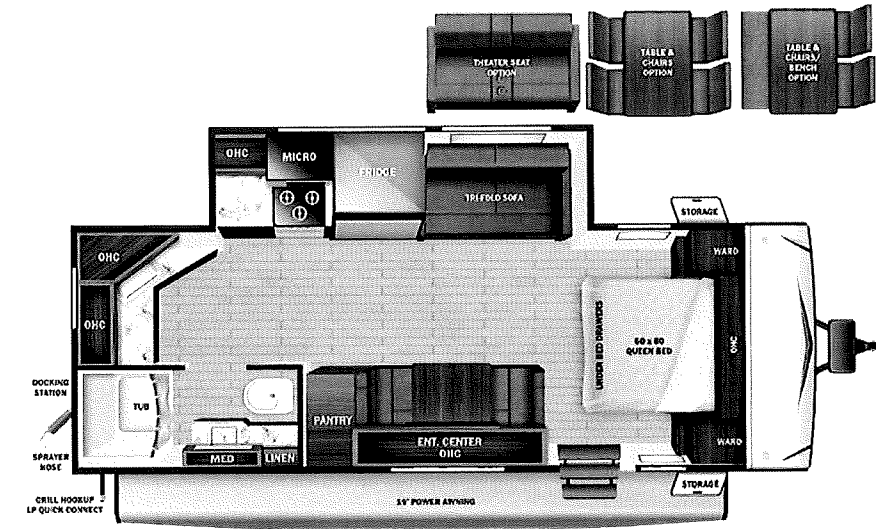 THEATER SEAT
OPTION
TABLE &
CHAIRS
OPTION
TABLE &
CHAIRS/
BENCH
OPTION
OHC
MICRO
FRIDGE
TRI-FOLD SOFA
STORAGE
OHC
WARD
OHC
UNDER BED DRAWERS
60 x 80
QUEEN BED
OHC
DOCKING
STATION
TUB
PANTRY
ENT. CENTER
OHC
WARD
SPRAYER
HOSE
MED
LINEN
STORAGE
GRILL HOOKUP
LP QUICK CONNECT
POWER AWNING